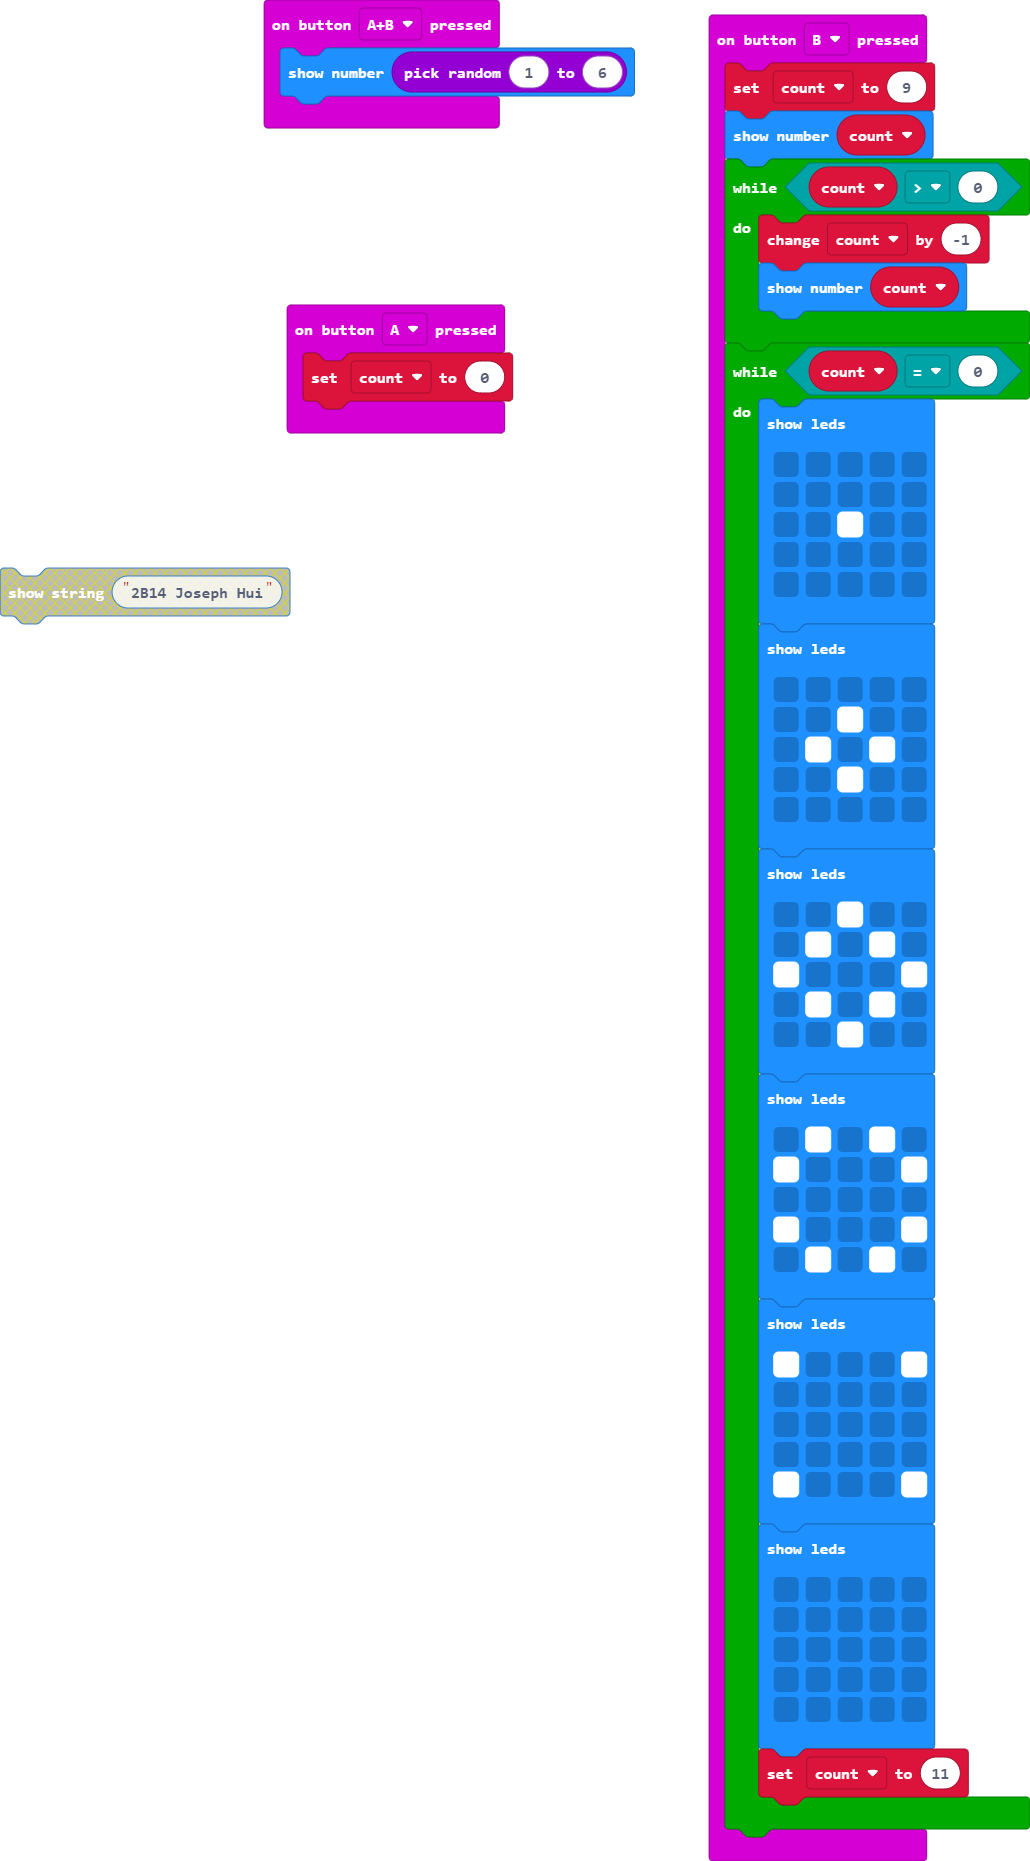 on button A+B pressed
show number pick random 1 to 6
on button A pressed
set count to 0
show string "2B14 Joseph Hui"
on button B pressed
set count to 9
show number count
while count > 0
do
change count by -1
show number count
while count = 0
do
show leds
show leds
show leds
show leds
show leds
show leds
set count to 11